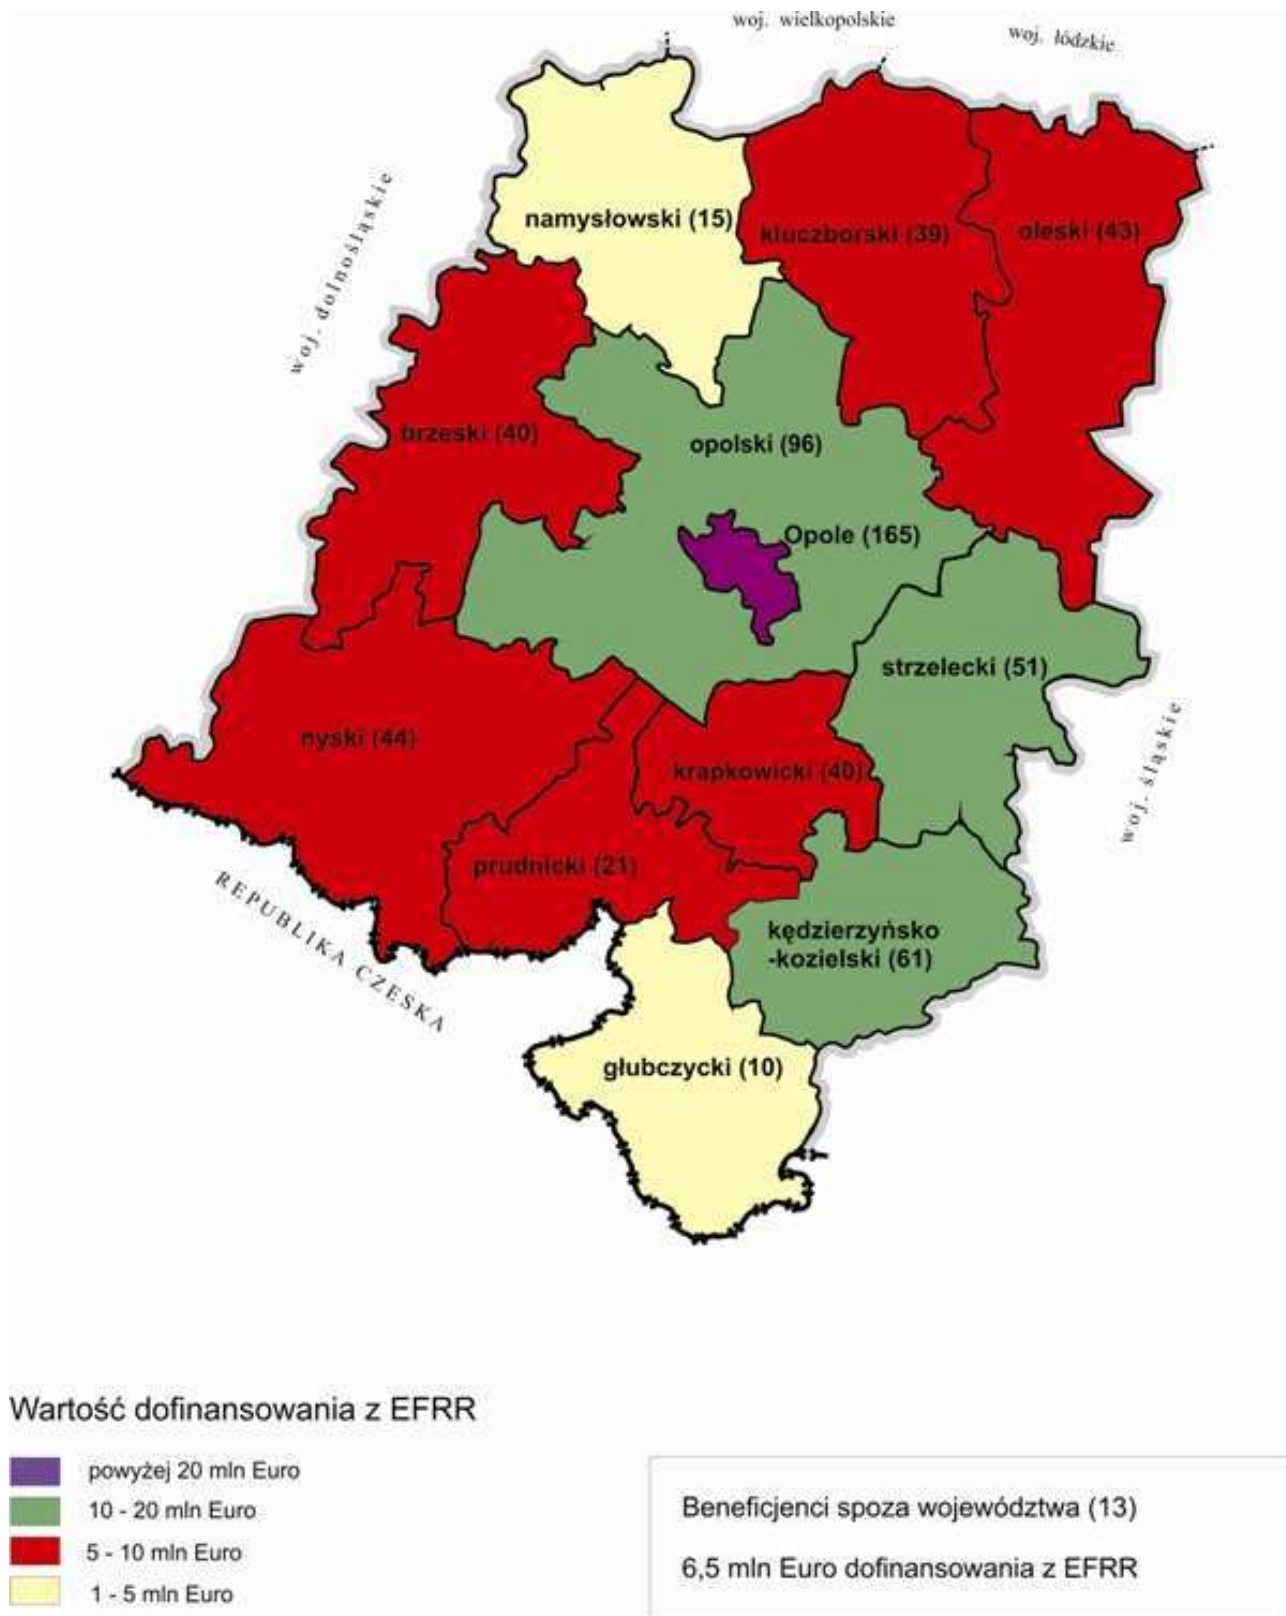 woj. wielkopolskie
woj. łódzkie
woj. dolnośląskie
namysłowski (15)
kluczborski (39)
oleski (43)
brzeski (40)
opolski (96)
Opole (165)
strzelecki (51)
nyski (44)
krapkowicki (40)
woj. śląskie
prudnicki (21)
REPUBLIKA CZESKA
kędzierzyńsko
-kozielski (61)
głubczycki (10)
Wartość dofinansowania z EFRR
powyżej 20 mln Euro
10 - 20 mln Euro
5 - 10 mln Euro
1 - 5 mln Euro
Beneficjenci spoza województwa (13)
6,5 mln Euro dofinansowania z EFRR